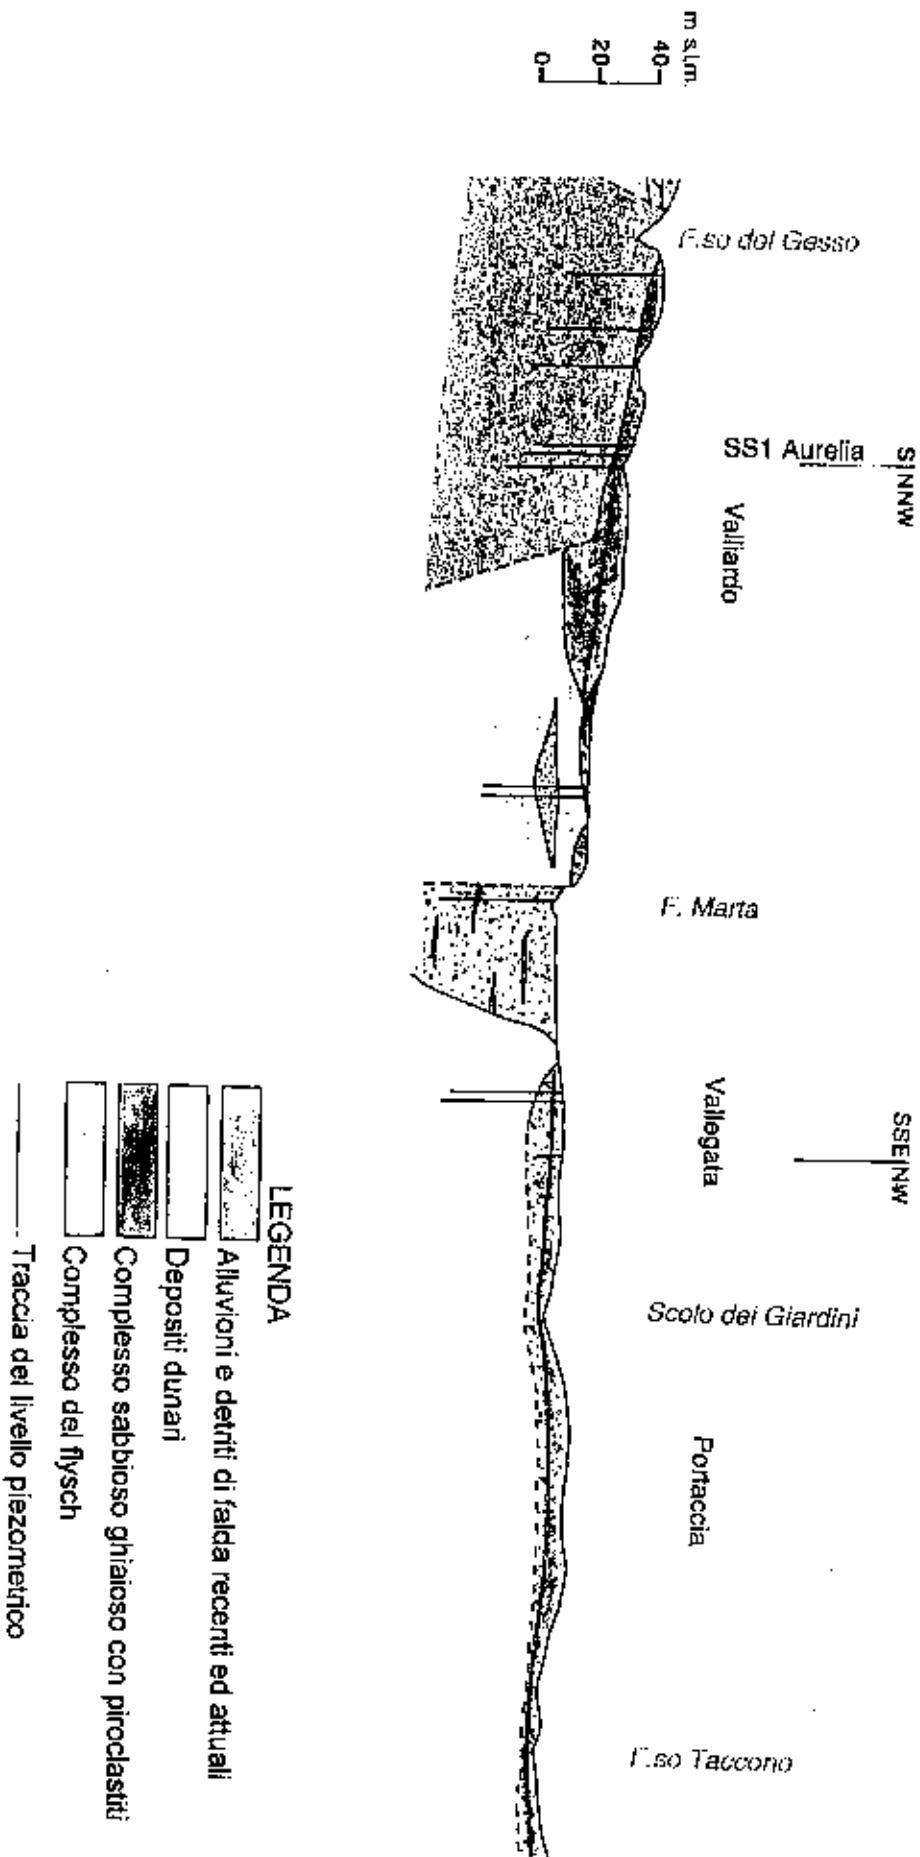 m s.l.m.
40
20
0
F.so del Gesso
SS1 Aurelia
S|NNW
Valliardo
F. Marta
Vallegata
SSE|NW
Scolo dei Giardini
Portaccia
F.so Taccono
LEGENDA
Alluvioni e detriti di falda recenti ed attuali
Depositi dunari
Complesso sabbioso ghiaioso con piroclastiti
Complesso del flysch
Traccia del livello piezometrico